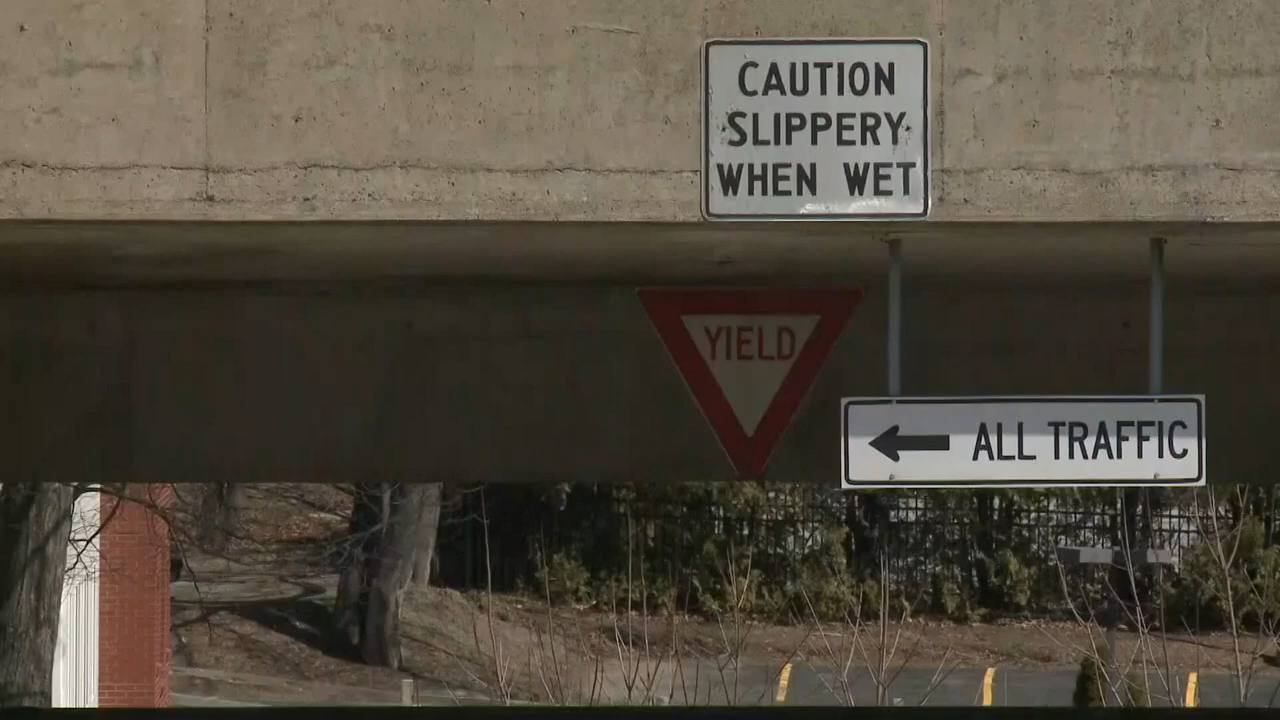 CAUTION
SLIPPERY
WHEN WET
YIELD
ALL TRAFFIC